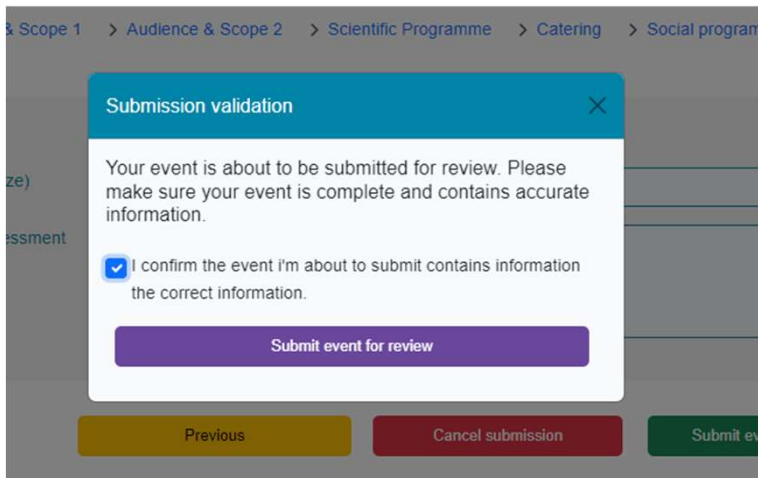 & Scope 1 > Audience & Scope 2 > Scientific Programme > Catering > Social program
Submission validation
Your event is about to be submitted for review. Please
make sure your event is complete and contains accurate
information.
ze)
essment
I confirm the event i'm about to submit contains information
the correct information.
Submit event for review
Previous Cancel submission Submit ev